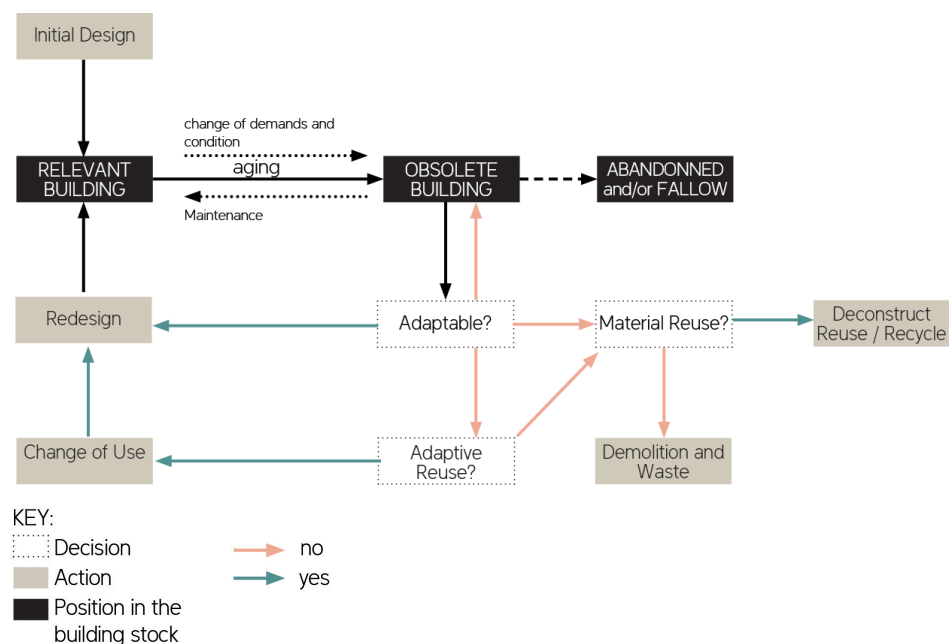 Initial Design
change of demands and
condition
aging
Maintenance
RELEVANT
BUILDING
OBSOLETE
BUILDING
ABANDONNED
and/or FALLOW
Redesign
Adaptable?
Material Reuse?
Deconstruct
Reuse / Recycle
Change of Use
Adaptive
Reuse?
Demolition and
Waste
KEY:
Decision
Action
Position in the
building stock
no
yes